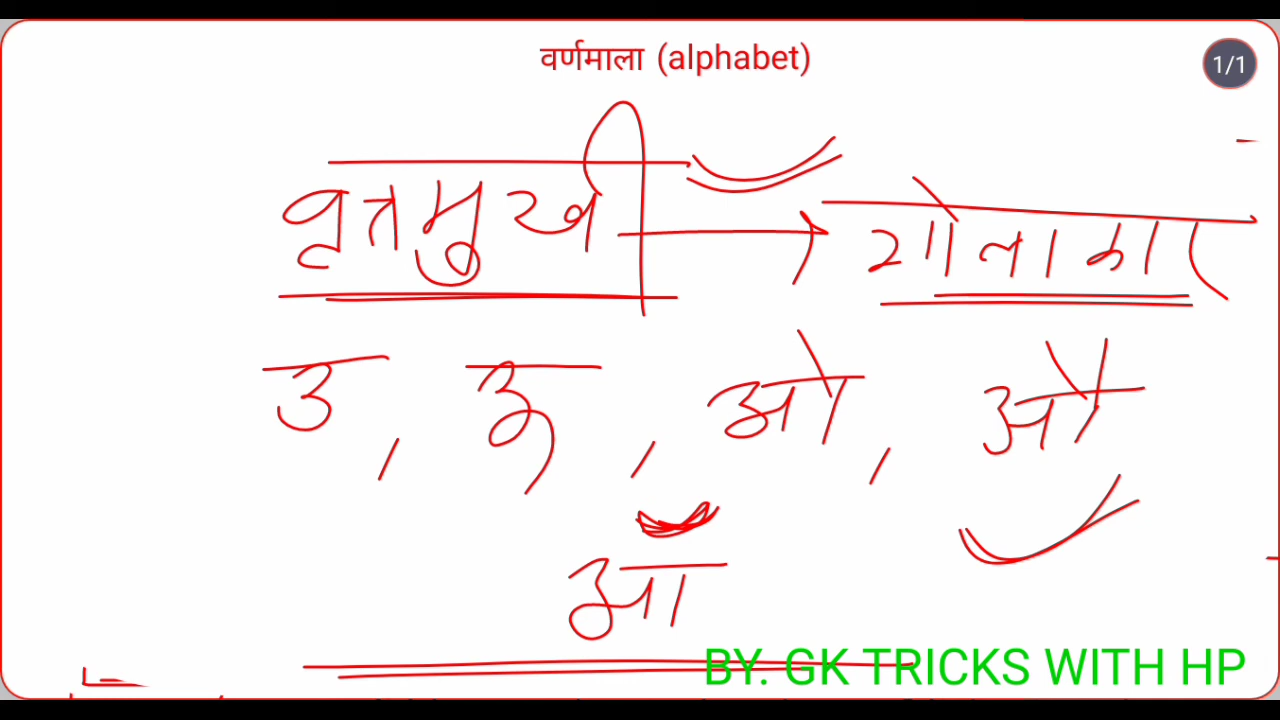 वर्णमाला (alphabet)
1/1
वृतमुखी → गोलाकार
उ, ऊ, ओ, औ
ऑ
BY: GK TRICKS WITH HP